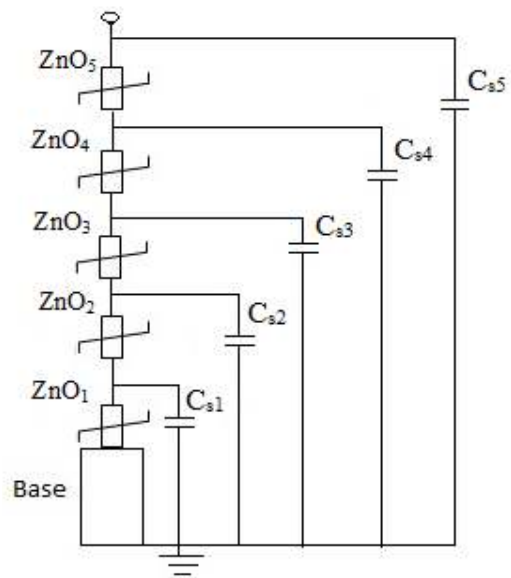 ZnO₅
Cs5
ZnO₄
Cs4
ZnO₃
Cs3
ZnO₂
Cs2
ZnO₁
Cs1
Base